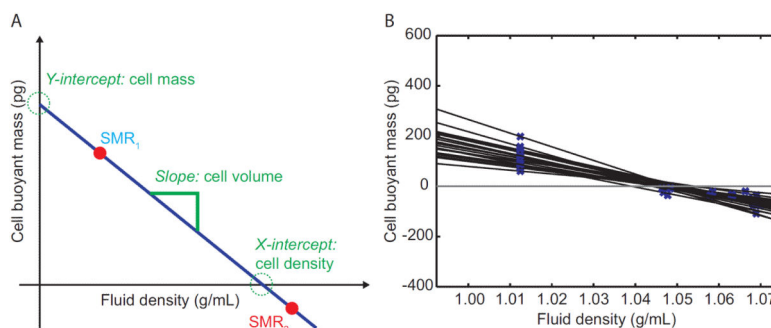 A
Y-intercept: cell mass
Cell buoyant mass (pg)
SMR1
Slope: cell volume
X-intercept:
cell density
Fluid density (g/mL)
B
600
400
200
0
-200
-400
Cell buoyant mass (pg)
1.00 1.01 1.02 1.03 1.04 1.05 1.06 1.07
Fluid density (g/mL)